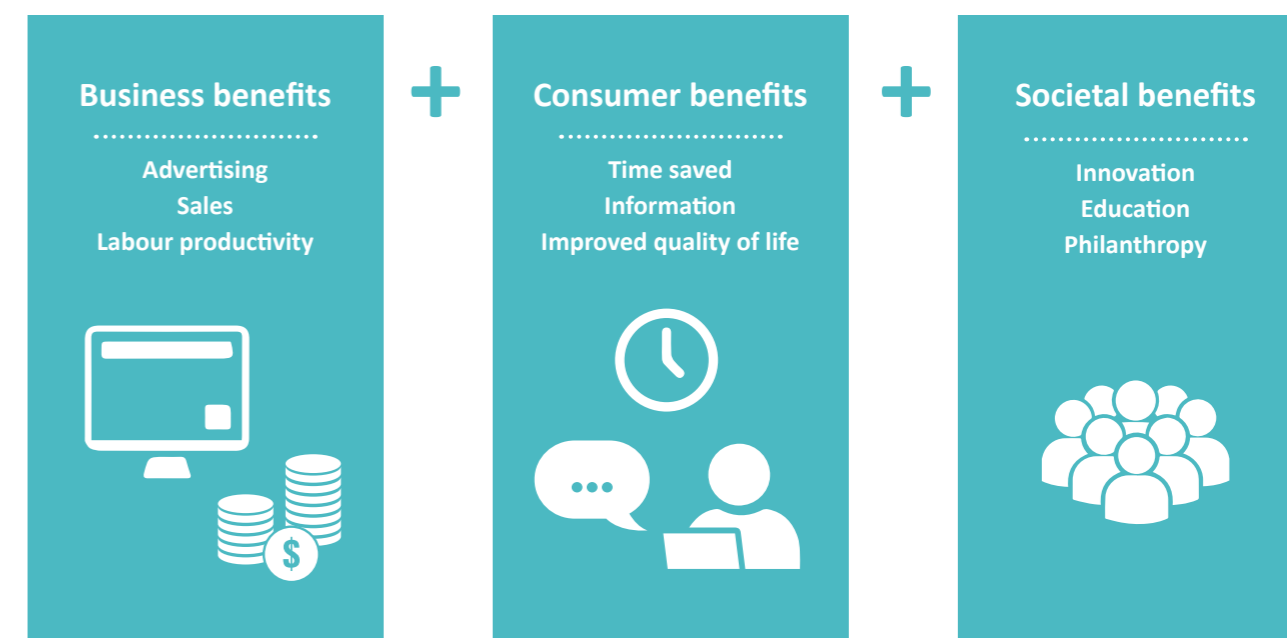 Business benefits
Advertising
Sales
Labour productivity
+
Consumer benefits
Time saved
Information
Improved quality of life
+
Societal benefits
Innovation
Education
Philanthropy
$